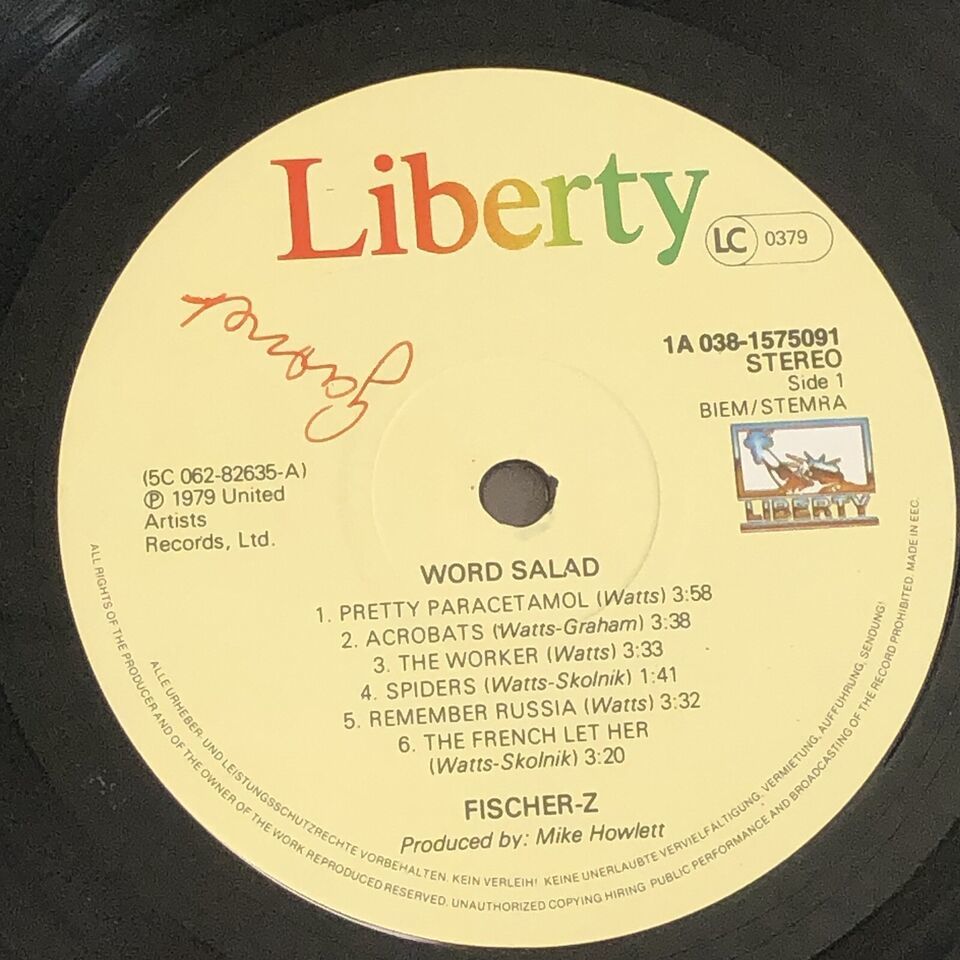 Liberty
LC 0379
1A 038-1575091
STEREO
Side 1
BIEM/STEMRA
LIBERTY
(5C 062-82635-A)
℗ 1979 United
Artists
Records, Ltd.
WORD SALAD
1. PRETTY PARACETAMOL (Watts) 3:58
2. ACROBATS (Watts-Graham) 3:38
3. THE WORKER (Watts) 3:33
4. SPIDERS (Watts-Skolnik) 1:41
5. REMEMBER RUSSIA (Watts) 3:32
6. THE FRENCH LET HER
(Watts-Skolnik) 3:20
FISCHER-Z
Produced by: Mike Howlett
ALLE URHEBER- UND LEISTUNGSSCHUTZRECHTE VORBEHALTEN. KEIN VERLEIH! KEINE UNERLAUBTE VERVIELFÄLTIGUNG, VERMIETUNG, AUFFÜHRUNG, SENDUNG!
ALL RIGHTS OF THE PRODUCER AND OF THE OWNER OF THE WORK REPRODUCED RESERVED. UNAUTHORIZED COPYING HIRING PUBLIC PERFORMANCE AND BROADCASTING OF THE RECORD PROHIBITED. MADE IN EEC.